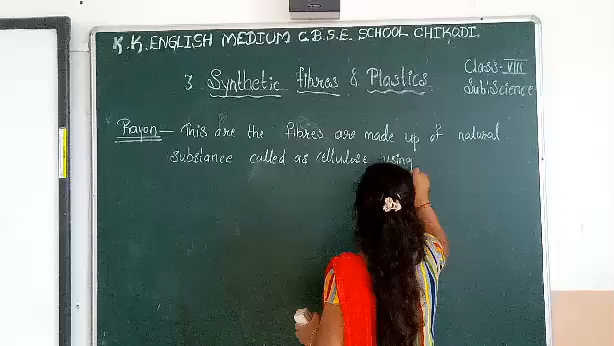 K.K. ENGLISH MEDIUM C.B.S.E. SCHOOL CHIKODI.
3 Synthetic fibres & Plastics.
Class-VIII
Sub:Science
Rayon — This are the fibres are made up of natural
substance called as cellulose using